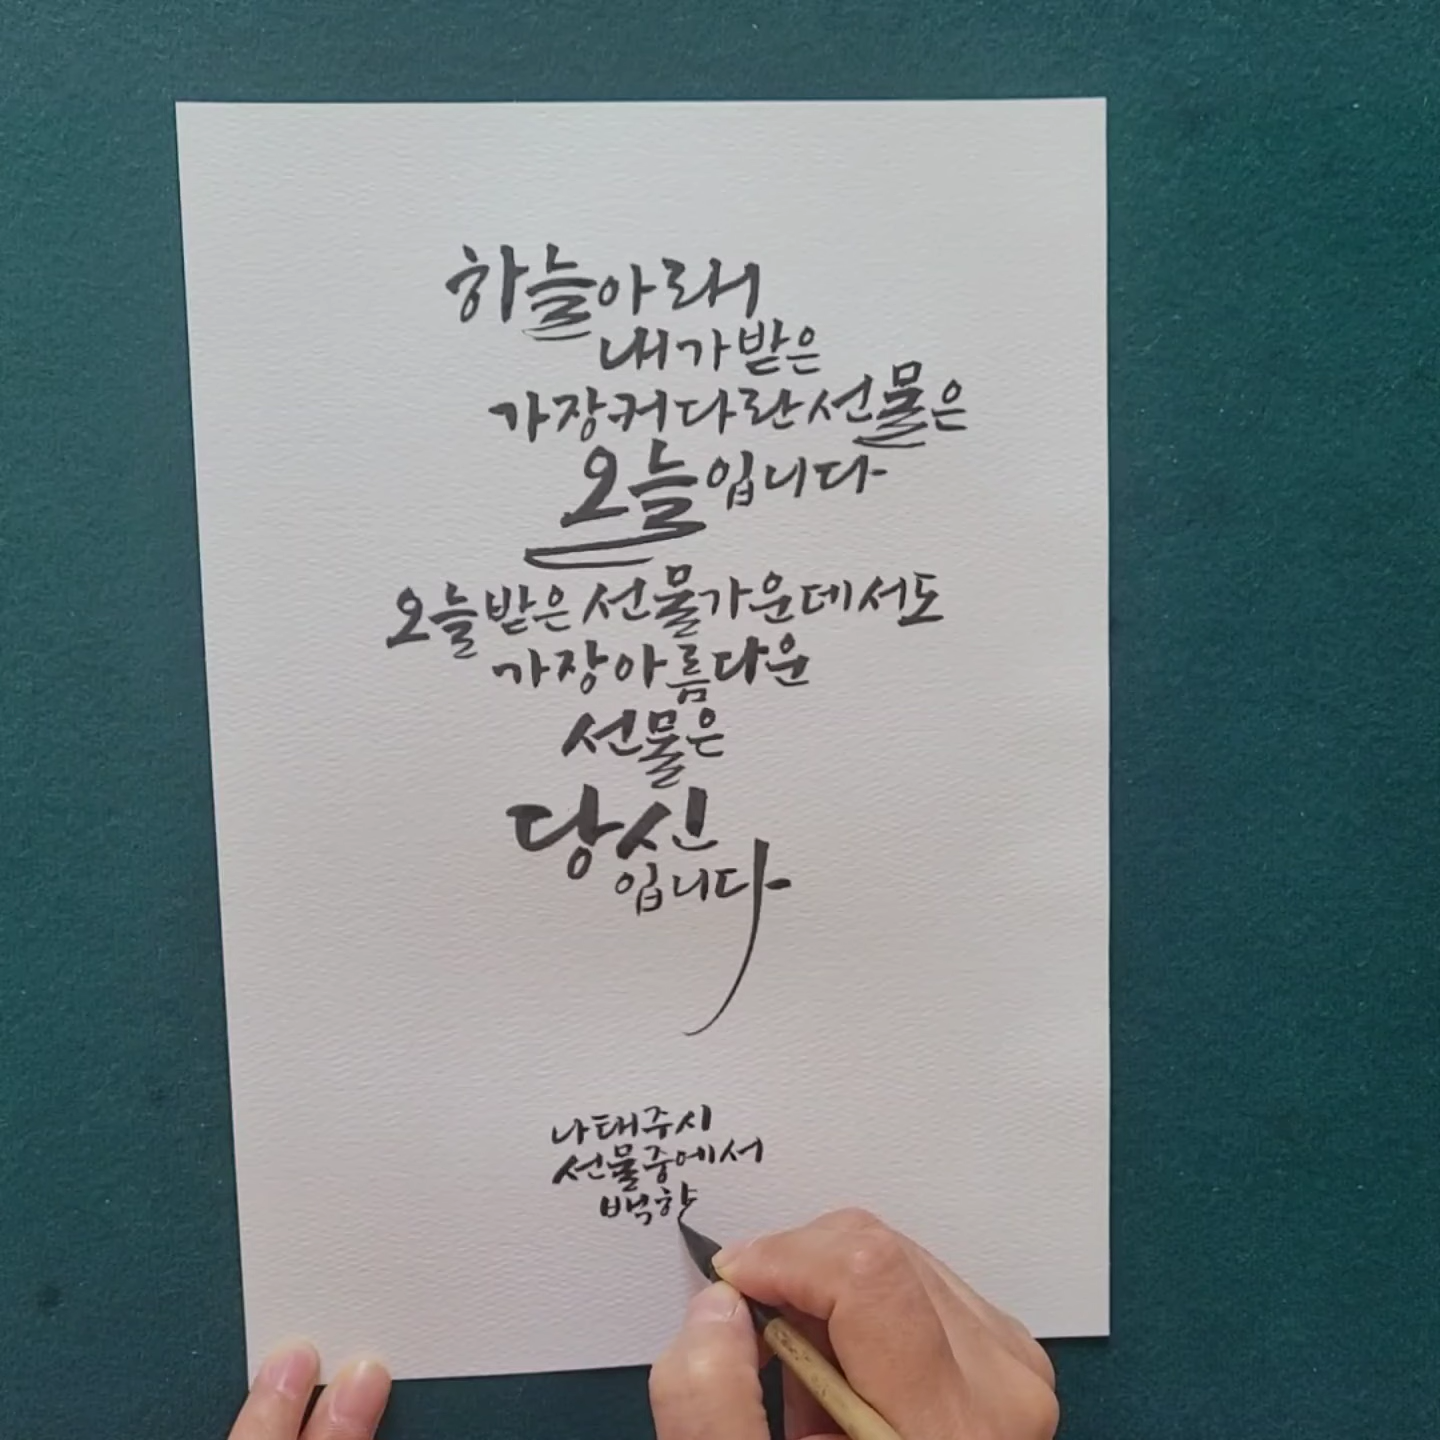 하늘아래
내가받은
가장커다란선물은
오늘입니다
오늘받은선물가운데서도
가장아름다운
선물은
당신
입니다
나태주시
선물중에서
백향